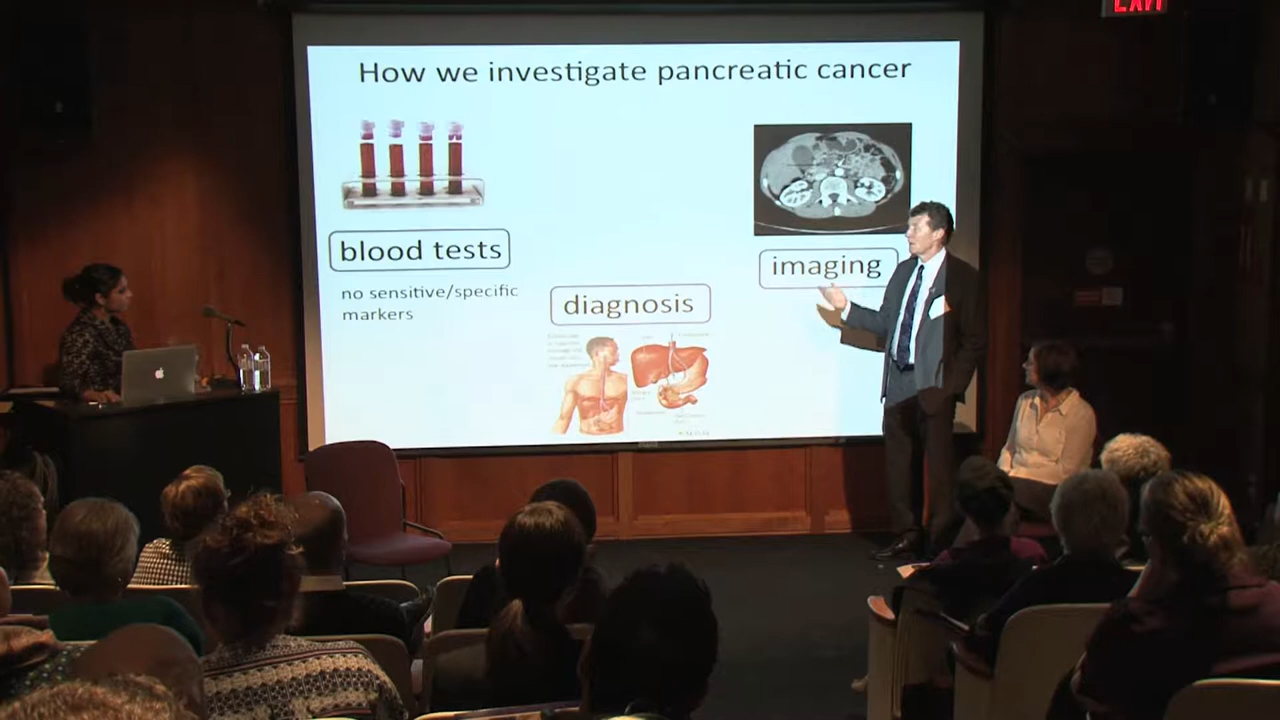 EXIT
How we investigate pancreatic cancer
blood tests
no sensitive/specific
markers
diagnosis
imaging